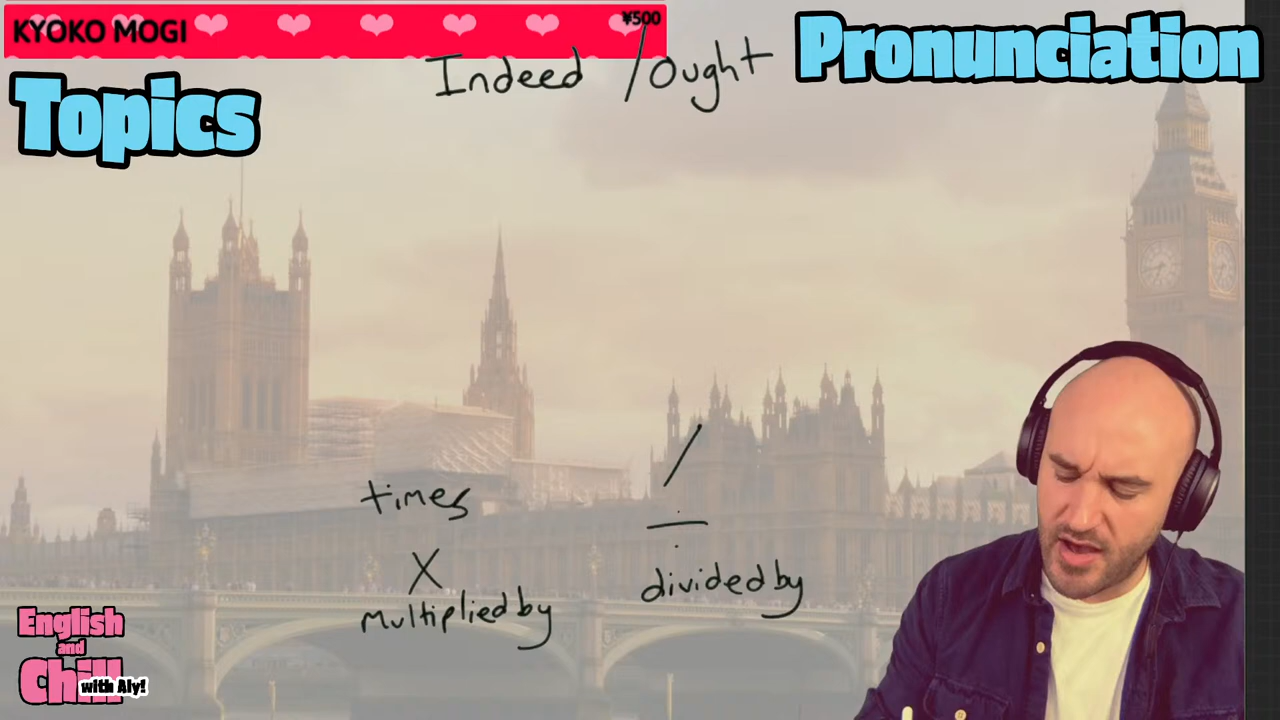 KYOKO MOGI
¥500
Indeed / Ought
Pronunciation
Topics
times
/
÷
X
multiplied by
divided by
English
and
Chill
with Aly!